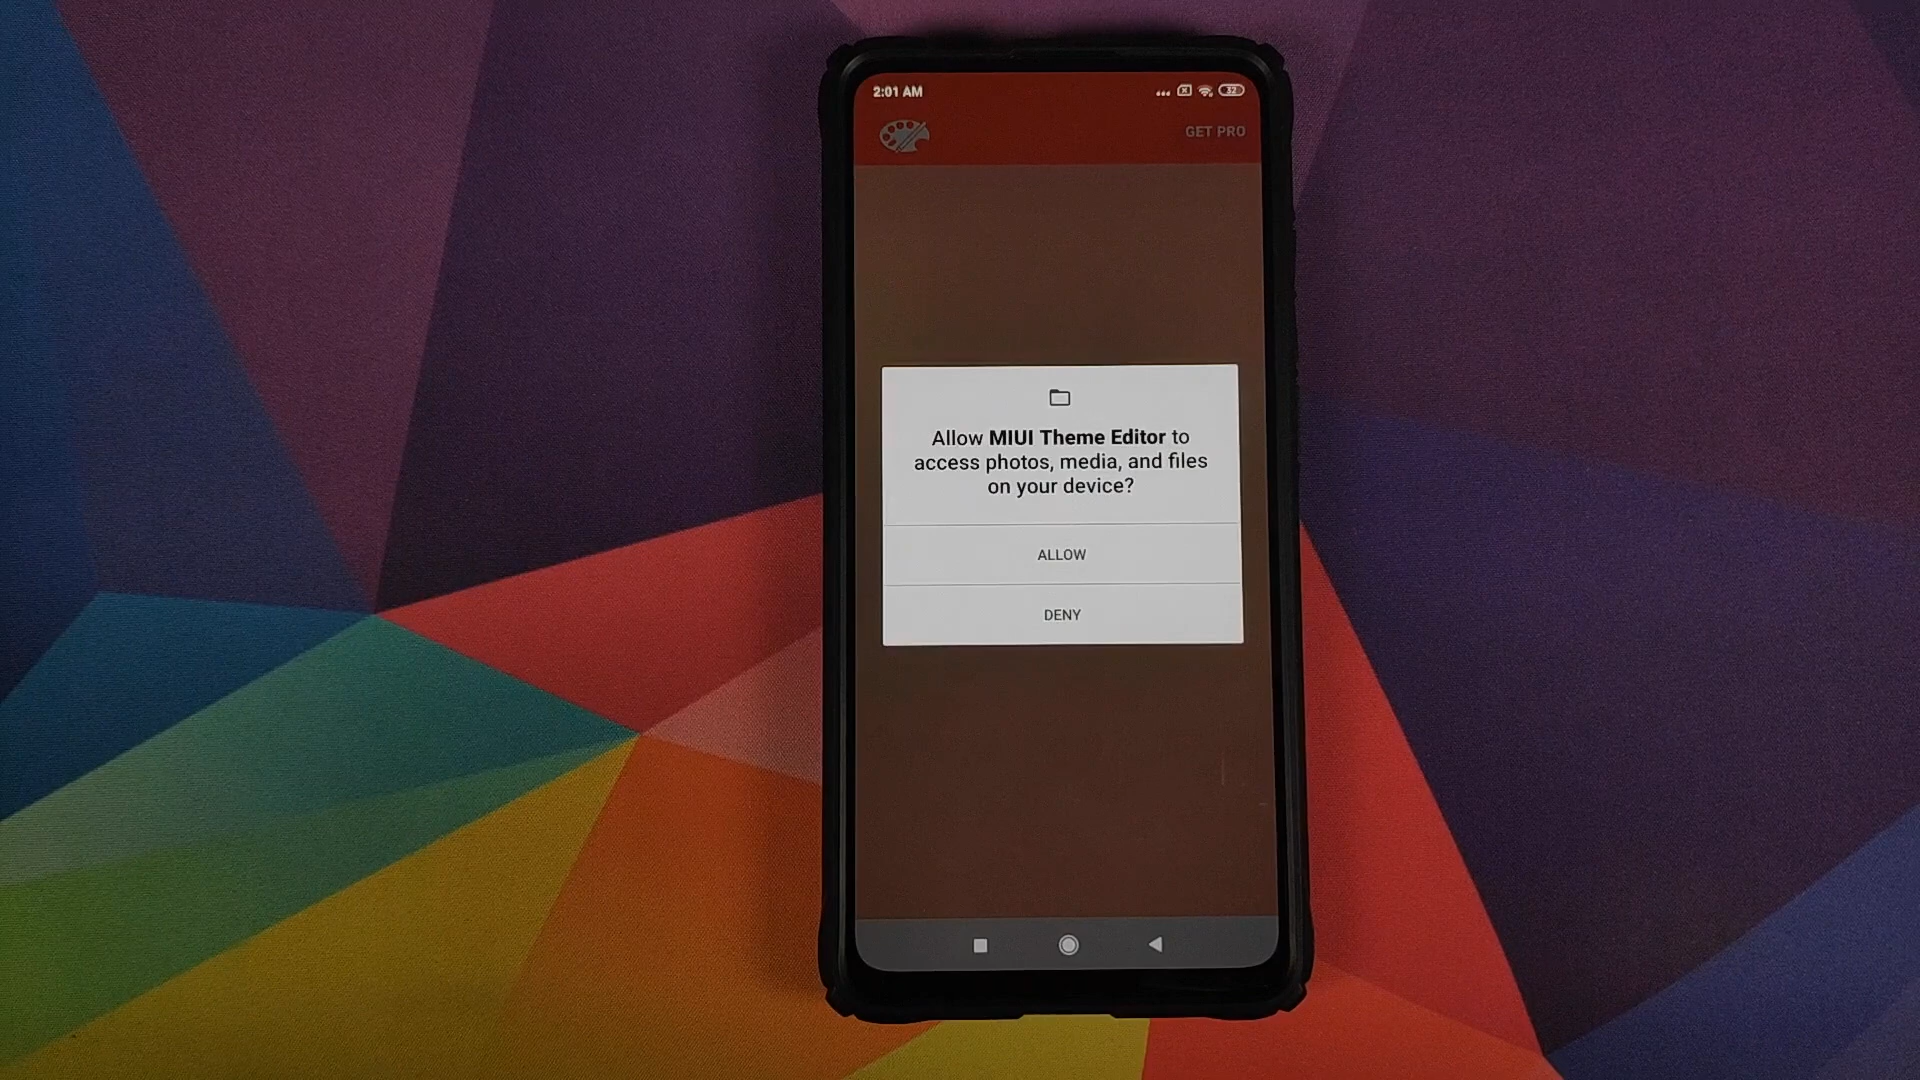 2:01 AM
32
GET PRO
Allow MIUI Theme Editor to
access photos, media, and files
on your device?
ALLOW
DENY